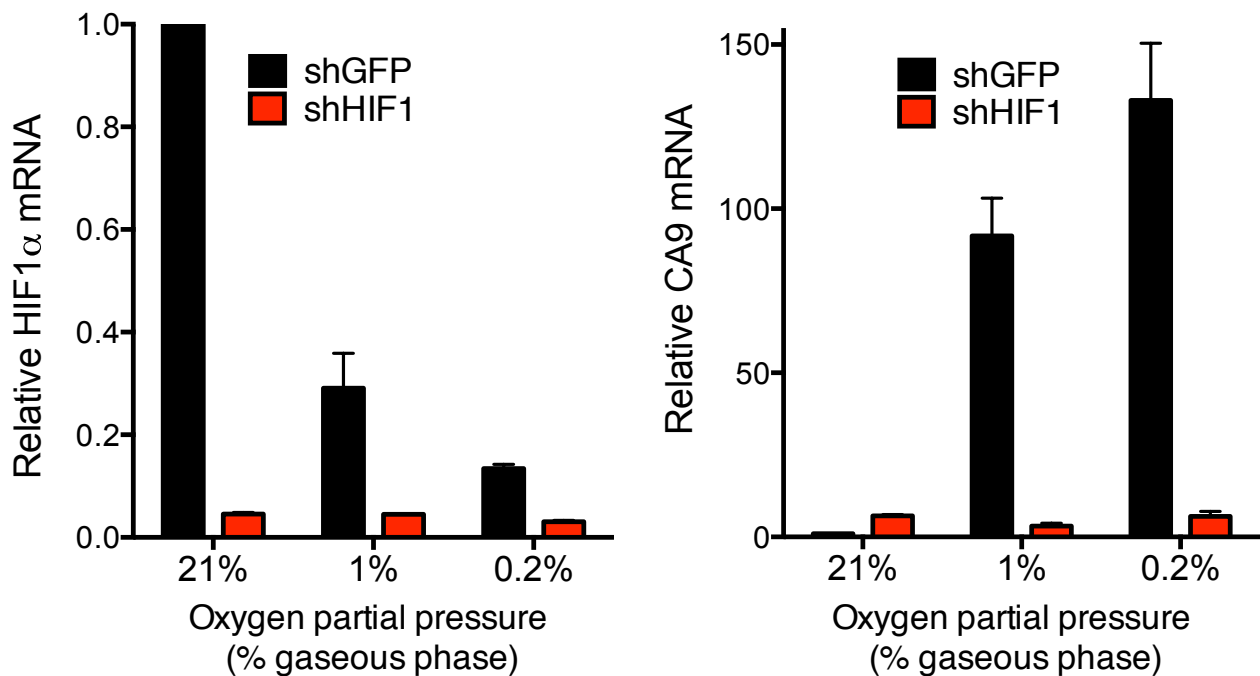 Relative HIF1α mRNA
1.0
0.8
0.6
0.4
0.2
0.0
shGFP
shHIF1
21%
1%
0.2%
Oxygen partial pressure
(% gaseous phase)
Relative CA9 mRNA
150
100
50
0
shGFP
shHIF1
21%
1%
0.2%
Oxygen partial pressure
(% gaseous phase)